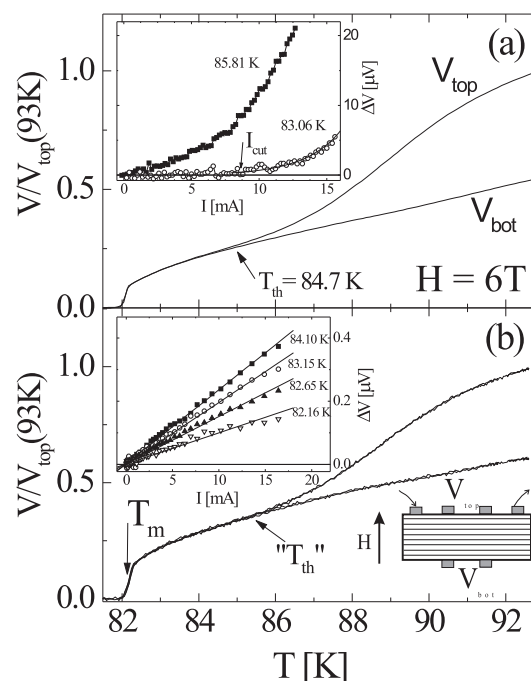 (a)
20
10
0
ΔV [µV]
85.81 K
83.06 K
I_cut
0 5 10 15
I [mA]
1.0
0.5
0.0
V/V_top(93K)
V_top
V_bot
T_th = 84.7 K
H = 6T
(b)
0.4
0.2
0.0
ΔV [µV]
84.10 K
83.15 K
82.65 K
82.16 K
0 5 10 15 20
I [mA]
1.0
0.5
0.0
V/V_top(93K)
T_m
"T_th"
H
V_top
V_bot
82 84 86 88 90 92
T [K]